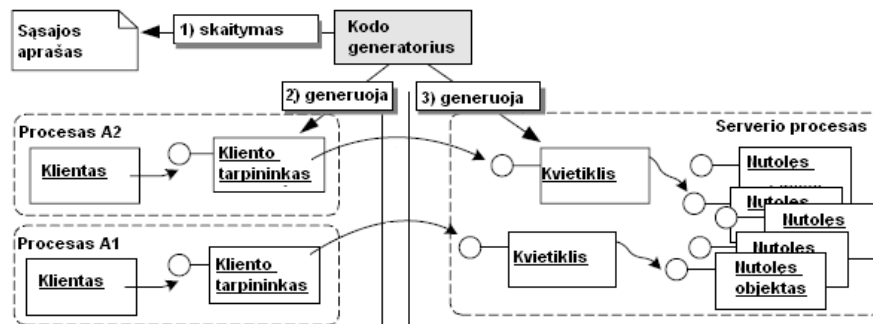 Sąsajos
aprašas
1) skaitymas
Kodo
generatorius
2) generuoja
3) generuoja
Procesas A2
Klientas
Kliento
tarpininkas
Serverio procesas
Kvietiklis
Nutolęs
Nutolęs
Nutolęs
Procesas A1
Klientas
Kliento
tarpininkas
Kvietiklis
Nutolęs
Nutolęs
objektas